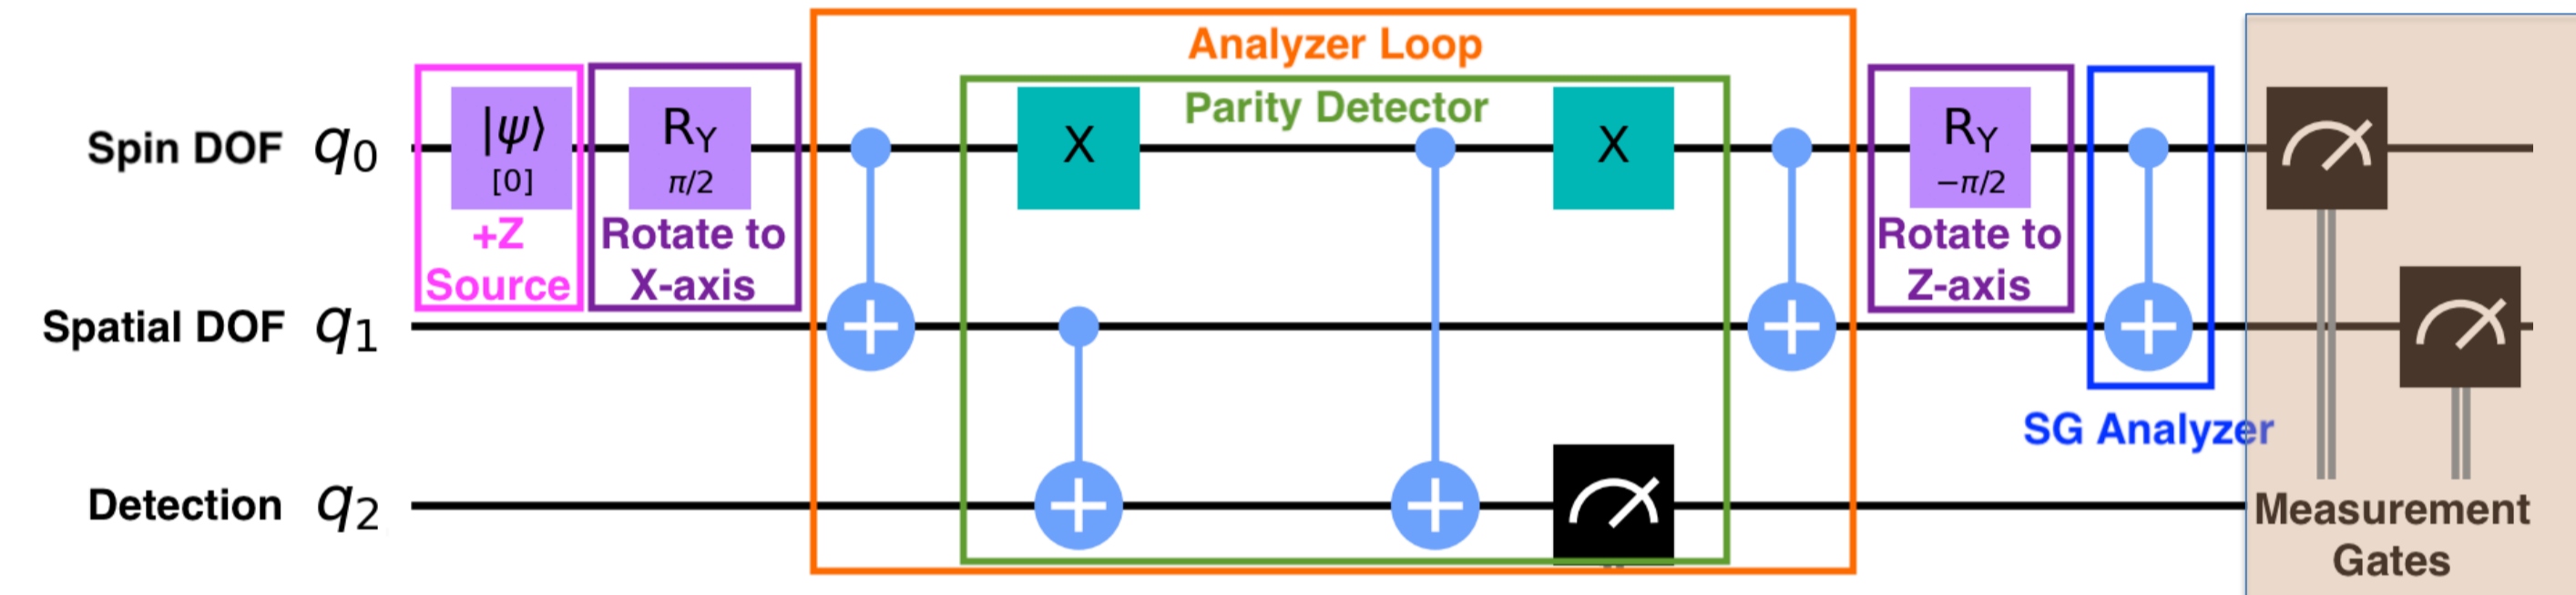 Analyzer Loop
Parity Detector
Spin DOF q0
|ψ⟩
[0]
+Z
Source
RY
π/2
Rotate to
X-axis
X
X
RY
−π/2
Rotate to
Z-axis
Spatial DOF q1
SG Analyzer
Detection q2
Measurement
Gates